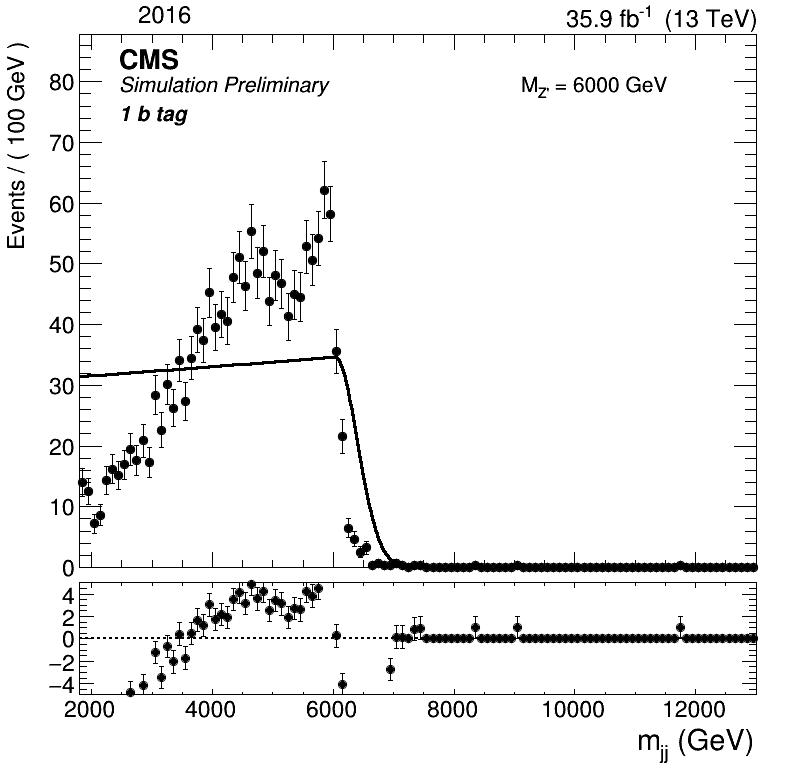 2016 35.9 fb-1 (13 TeV)
CMS
Simulation Preliminary
MZ' = 6000 GeV
1 b tag
Events / ( 100 GeV )
80
70
60
50
40
30
20
10
0
4
2
0
−2
−4
2000 4000 6000 8000 10000 12000
mjj (GeV)